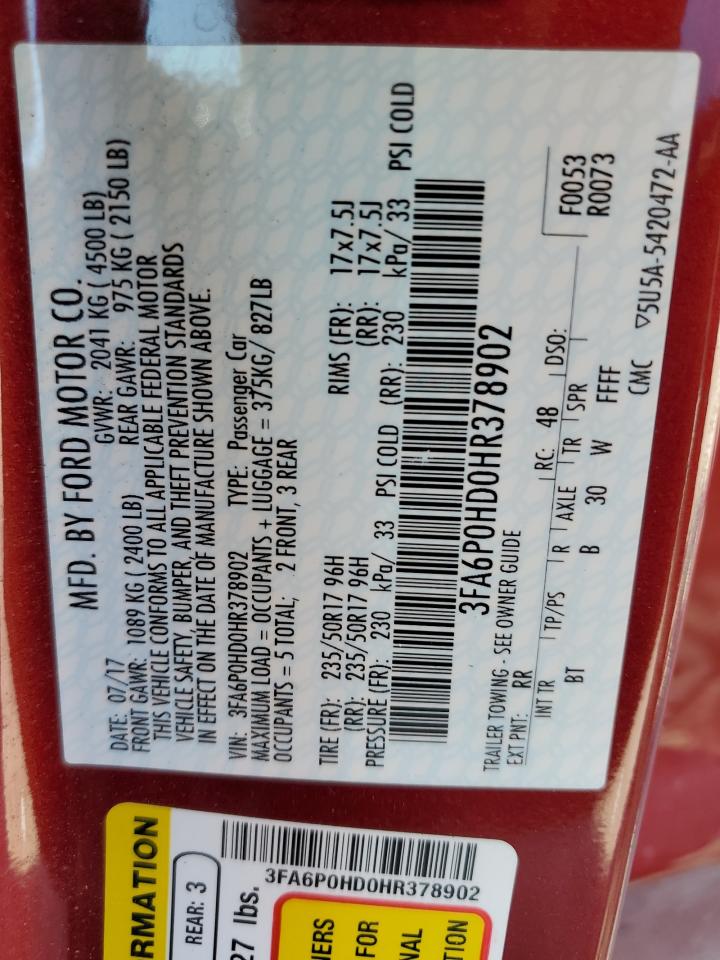 MFD. BY FORD MOTOR CO.
DATE: 07/17 GVWR: 2041 KG ( 4500 LB)
FRONT GAWR: 1089 KG ( 2400 LB) REAR GAWR: 975 KG ( 2150 LB)
THIS VEHICLE CONFORMS TO ALL APPLICABLE FEDERAL MOTOR
VEHICLE SAFETY, BUMPER, AND THEFT PREVENTION STANDARDS
IN EFFECT ON THE DATE OF MANUFACTURE SHOWN ABOVE.
VIN: 3FA6P0HD0HR378902 TYPE: Passenger Car
MAXIMUM LOAD = OCCUPANTS + LUGGAGE = 375KG/ 827LB
OCCUPANTS = 5 TOTAL; 2 FRONT, 3 REAR
TIRE (FR): 235/50R17 96H RIMS (FR): 17x7.5J
(RR): 235/50R17 96H (RR): 17x7.5J
PRESSURE (FR): 230 kPa/ 33 PSI COLD (RR): 230 kPa/ 33 PSI COLD
3FA6P0HD0HR378902
TRAILER TOWING - SEE OWNER GUIDE
EXT PNT: RR RC: 48 DSO: F0053
R0073
INT TR TP/PS R AXLE TR SPR
BT B 30 W FFFF
CMC ▽5U5A-5420472-AA
RMATION
REAR: 3
27 lbs.
3FA6P0HD0HR378902
NERS
FOR
NAL
TION